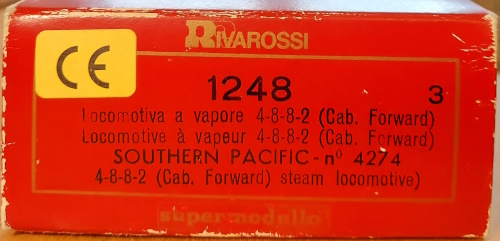 RIVAROSSI
CE
1248 3
Locomotiva a vapore 4-8-8-2 (Cab. Forward)
Locomotive à vapeur 4-8-8-2 (Cab. Forward)
SOUTHERN PACIFIC - nº 4274
4-8-8-2 (Cab. Forward) steam locomotive)
super modello